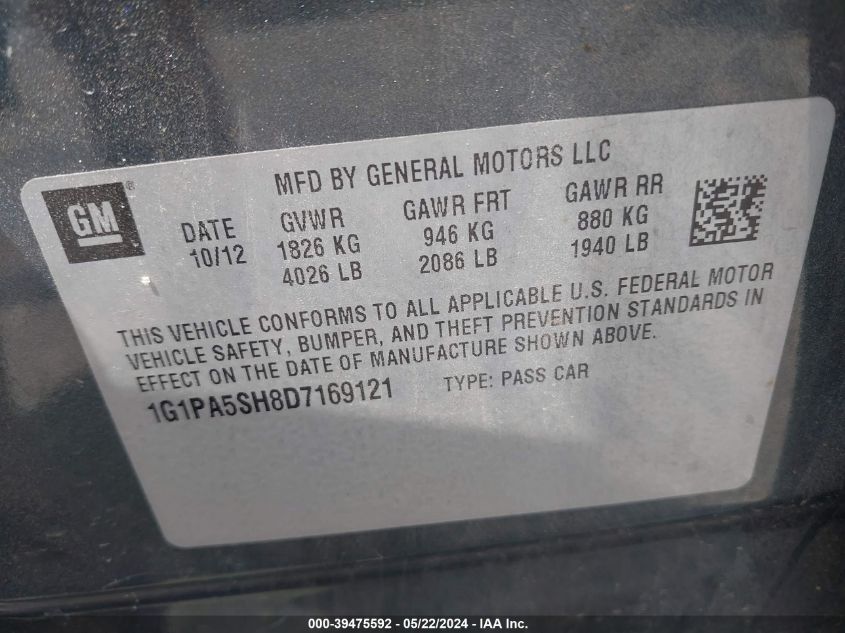 GM®
MFD BY GENERAL MOTORS LLC
DATE GVWR GAWR FRT GAWR RR
10/12 1826 KG 946 KG 880 KG
4026 LB 2086 LB 1940 LB
THIS VEHICLE CONFORMS TO ALL APPLICABLE U.S. FEDERAL MOTOR
VEHICLE SAFETY, BUMPER, AND THEFT PREVENTION STANDARDS IN
EFFECT ON THE DATE OF MANUFACTURE SHOWN ABOVE.
1G1PA5SH8D7169121 TYPE: PASS CAR
000-39475592 - 05/22/2024 - IAA Inc.